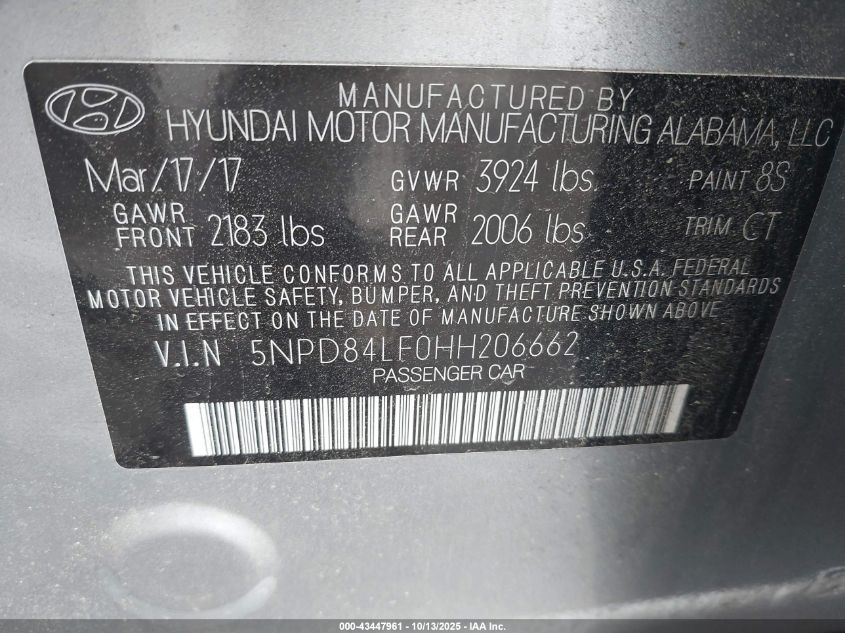 MANUFACTURED BY
HYUNDAI MOTOR MANUFACTURING ALABAMA, LLC
Mar/17/17 GVWR 3924 lbs. PAINT 8S
GAWR FRONT 2183 lbs GAWR REAR 2006 lbs TRIM CT
THIS VEHICLE CONFORMS TO ALL APPLICABLE U.S.A. FEDERAL
MOTOR VEHICLE SAFETY, BUMPER, AND THEFT PREVENTION STANDARDS
IN EFFECT ON THE DATE OF MANUFACTURE SHOWN ABOVE
V.I.N 5NPD84LF0HH206662
PASSENGER CAR
000-43447961 - 10/13/2025 - IAA Inc.